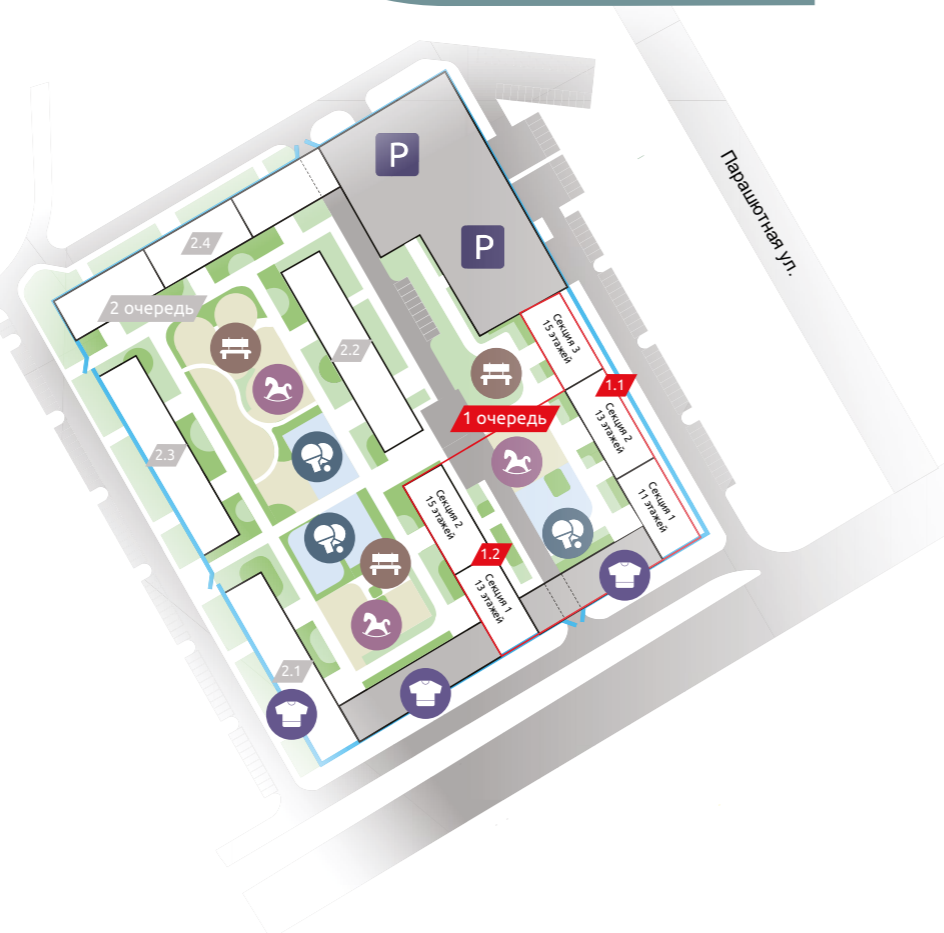 P
Парашютная ул.
2.4
P
2 очередь
Секция 3
15 этажей
2.2
1.1
Секция 2
13 этажей
1 очередь
2.3
Секция 1
11 этажей
Секция 2
15 этажей
1.2
Секция 1
13 этажей
2.1